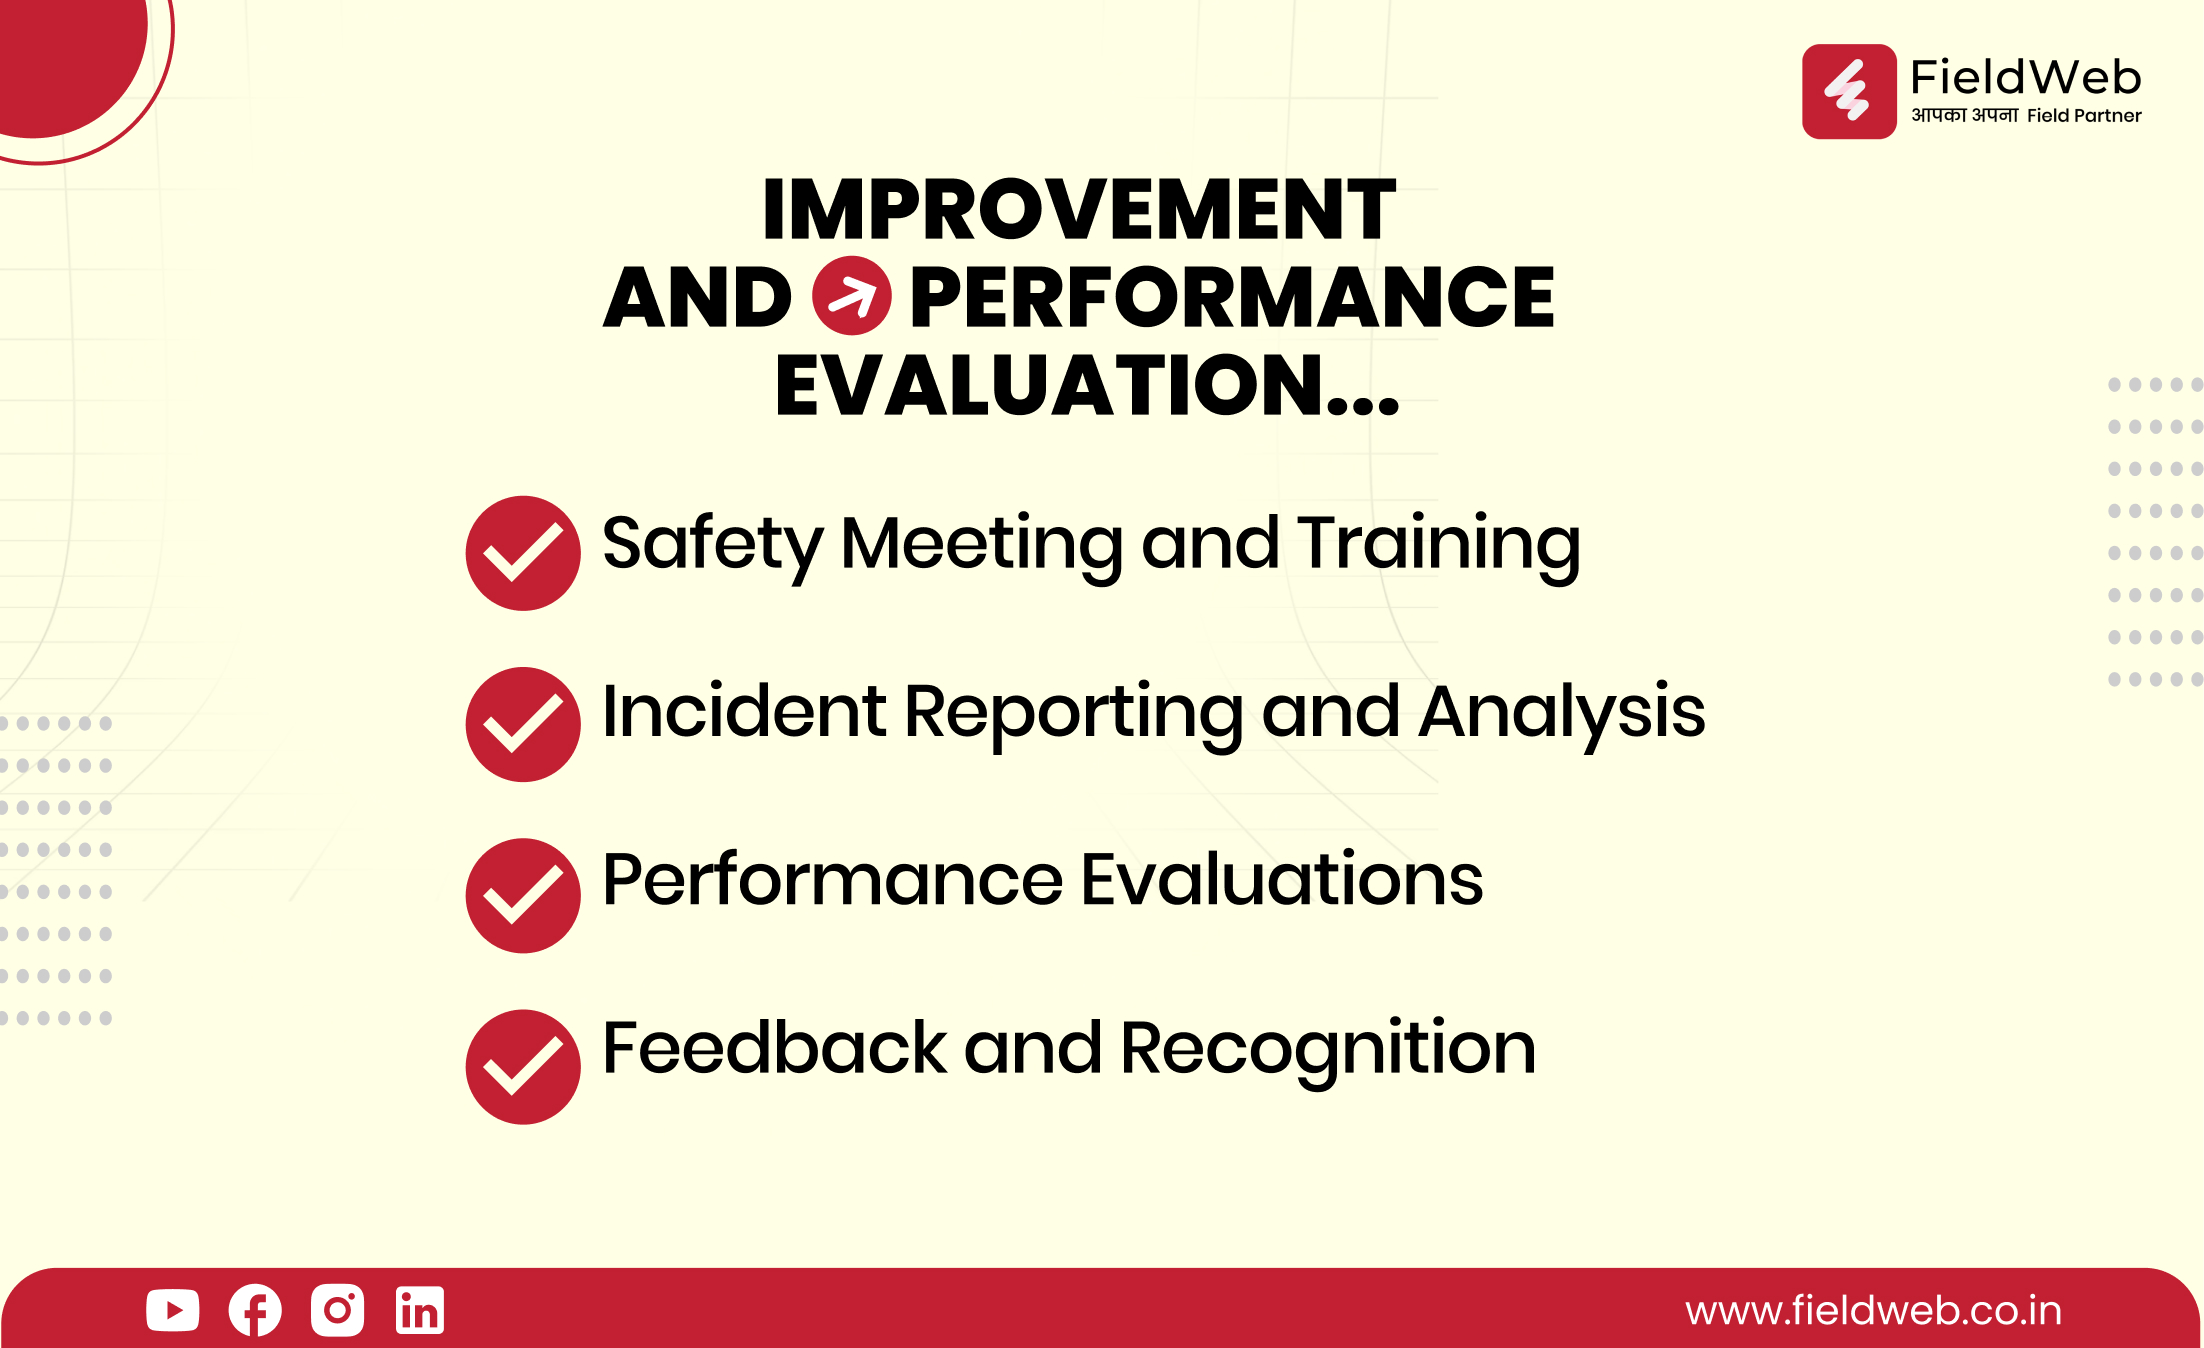 FieldWeb
आपका अपना Field Partner
IMPROVEMENT
AND PERFORMANCE
EVALUATION...
Safety Meeting and Training
Incident Reporting and Analysis
Performance Evaluations
Feedback and Recognition
in
www.fieldweb.co.in